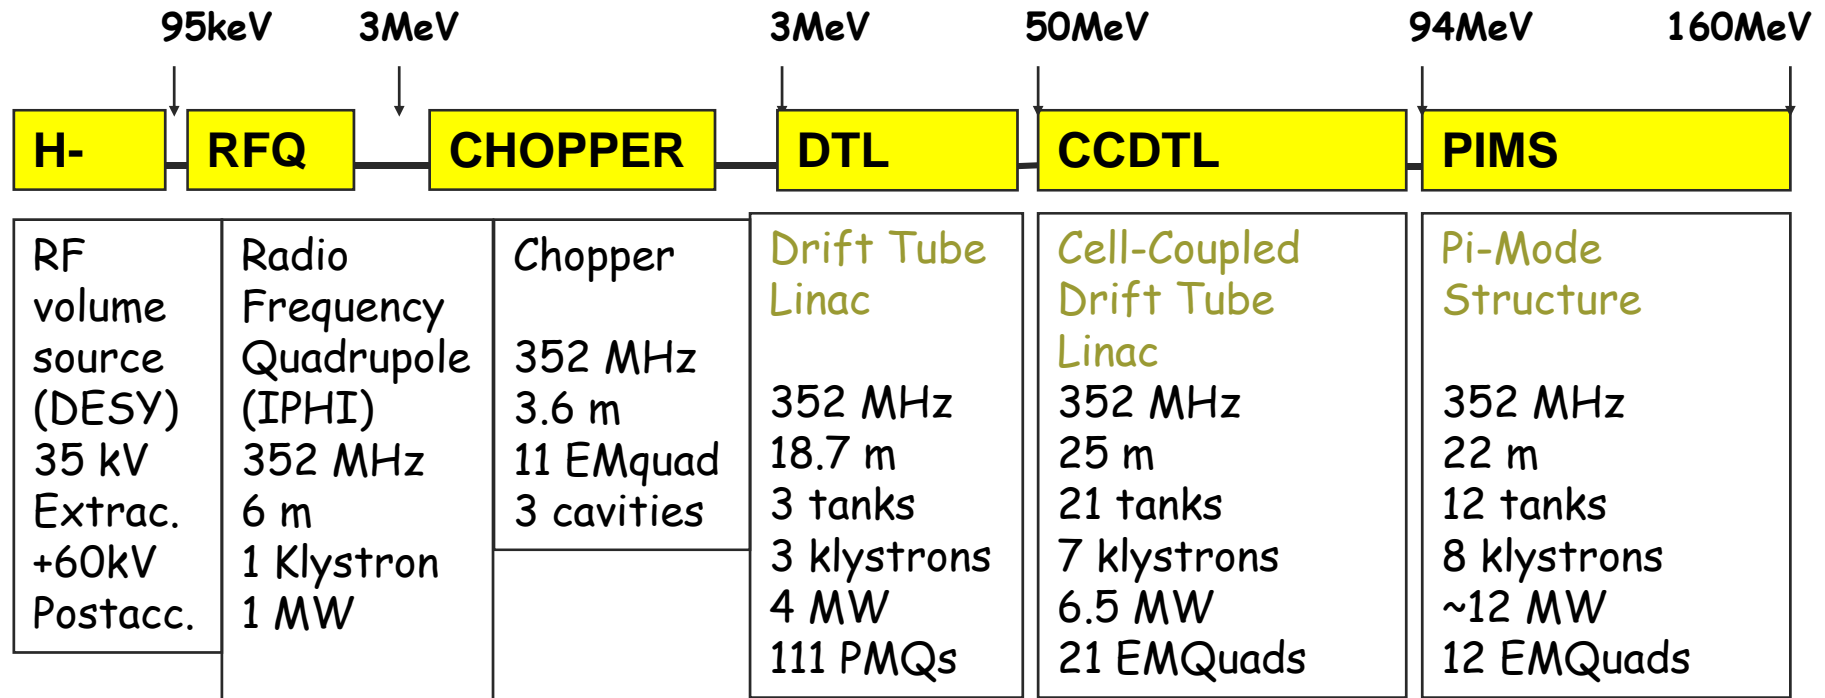 95keV 3MeV 3MeV 50MeV 94MeV 160MeV
H- RFQ CHOPPER DTL CCDTL PIMS
RF
volume
source
(DESY)
35 kV
Extrac.
+60kV
Postacc.
Radio
Frequency
Quadrupole
(IPHI)
352 MHz
6 m
1 Klystron
1 MW
Chopper
352 MHz
3.6 m
11 EMquad
3 cavities
Drift Tube
Linac
352 MHz
18.7 m
3 tanks
3 klystrons
4 MW
111 PMQs
Cell-Coupled
Drift Tube
Linac
352 MHz
25 m
21 tanks
7 klystrons
6.5 MW
21 EMQuads
Pi-Mode
Structure
352 MHz
22 m
12 tanks
8 klystrons
~12 MW
12 EMQuads